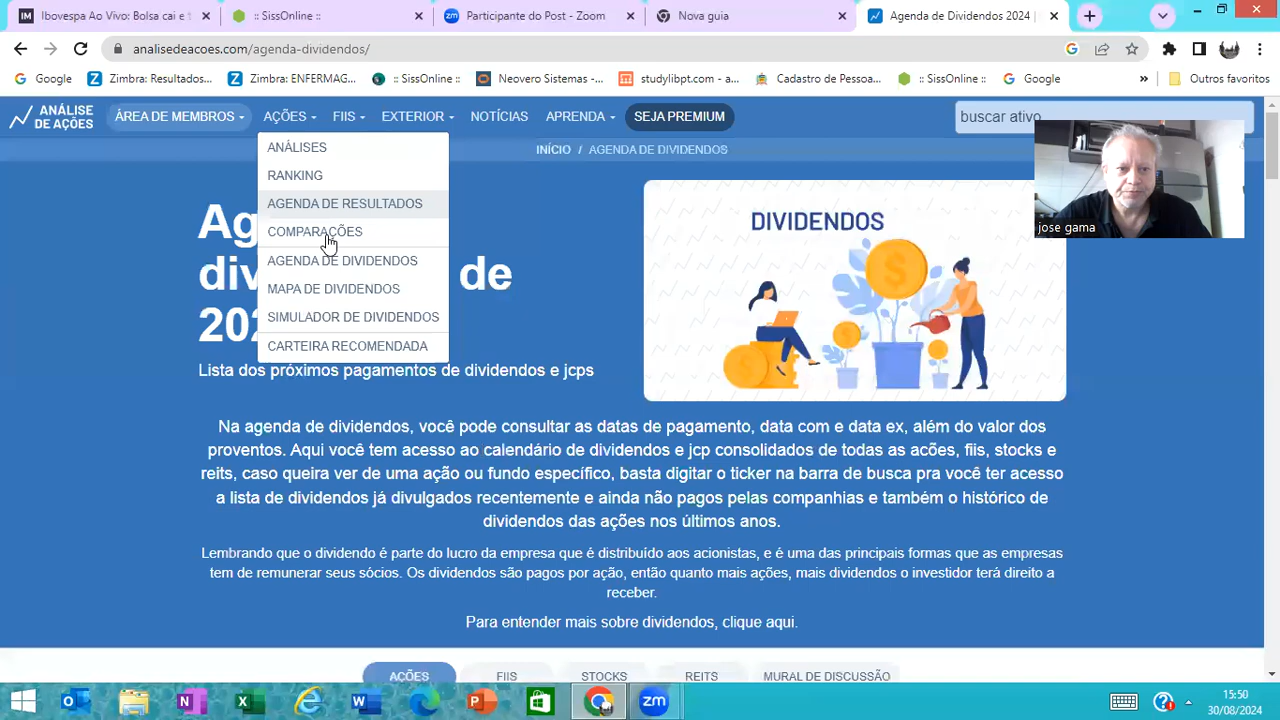 Ibovespa Ao Vivo: Bolsa cai e
:: SissOnline ::
Participante do Post - Zoom
Nova guia
Agenda de Dividendos 2024 |
analisedeacoes.com/agenda-dividendos/
Google
Zimbra: Resultados...
Zimbra: ENFERMAG...
:: SissOnline ::
Neovero Sistemas -...
studylibpt.com - a...
Cadastro de Pessoa...
:: SissOnline ::
Google
Outros favoritos
ANÁLISE
DE AÇÕES
ÁREA DE MEMBROS
AÇÕES
FIIS
EXTERIOR
NOTÍCIAS
APRENDA
SEJA PREMIUM
buscar ativo
INÍCIO / AGENDA DE DIVIDENDOS
ANÁLISES
RANKING
AGENDA DE RESULTADOS
COMPARAÇÕES
AGENDA DE DIVIDENDOS
MAPA DE DIVIDENDOS
SIMULADOR DE DIVIDENDOS
CARTEIRA RECOMENDADA
DIVIDENDOS
jose gama
Lista dos próximos pagamentos de dividendos e jcps
Na agenda de dividendos, você pode consultar as datas de pagamento, data com e data ex, além do valor dos
proventos. Aqui você tem acesso ao calendário de dividendos e jcp consolidados de todas as acões, fiis, stocks e
reits, caso queira ver de uma ação ou fundo específico, basta digitar o ticker na barra de busca pra você ter acesso
a lista de dividendos já divulgados recentemente e ainda não pagos pelas companhias e também o histórico de
dividendos das ações nos últimos anos.
Lembrando que o dividendo é parte do lucro da empresa que é distribuído aos acionistas, e é uma das principais formas que as empresas
tem de remunerar seus sócios. Os dividendos são pagos por ação, então quanto mais ações, mais dividendos o investidor terá direito a
receber.
Para entender mais sobre dividendos, clique aqui.
AÇÕES
FIIS
STOCKS
REITS
MURAL DE DISCUSSÃO
15:50
30/08/2024